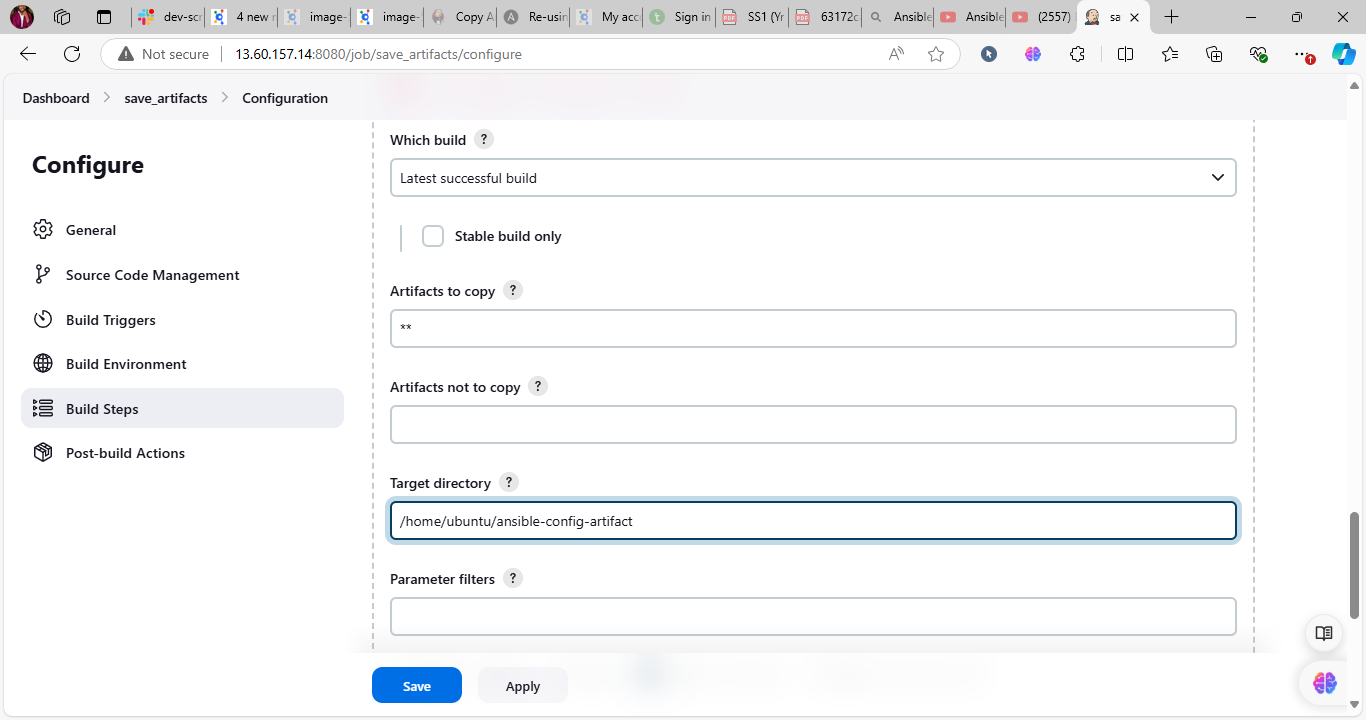 dev-scr
4 new r
image-
image-
Copy A
Re-usin
My acc
Sign in
SS1 (Yr
63172c
Ansible
Ansible
(2557)
sa
Not secure
13.60.157.14:8080/job/save_artifacts/configure
Dashboard > save_artifacts > Configuration
Configure
General
Source Code Management
Build Triggers
Build Environment
Build Steps
Post-build Actions
Which build ?
Latest successful build
Stable build only
Artifacts to copy ?
**
Artifacts not to copy ?
Target directory ?
/home/ubuntu/ansible-config-artifact
Parameter filters ?
Save
Apply